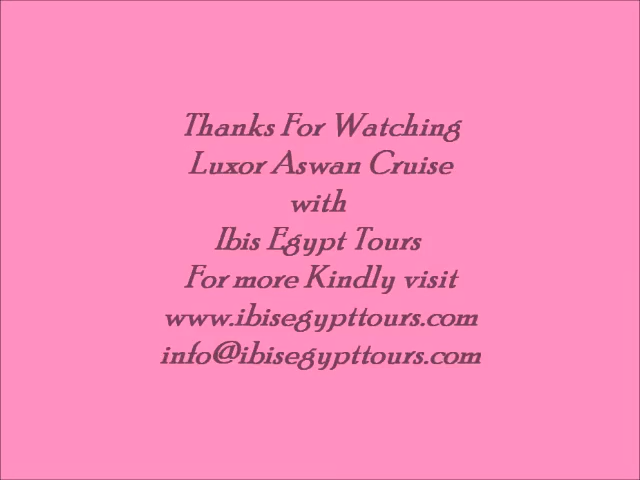 Thanks For Watching
Luxor Aswan Cruise
with
Ibis Egypt Tours
For more Kindly visit
www.ibisegypttours.com
info@ibisegypttours.com